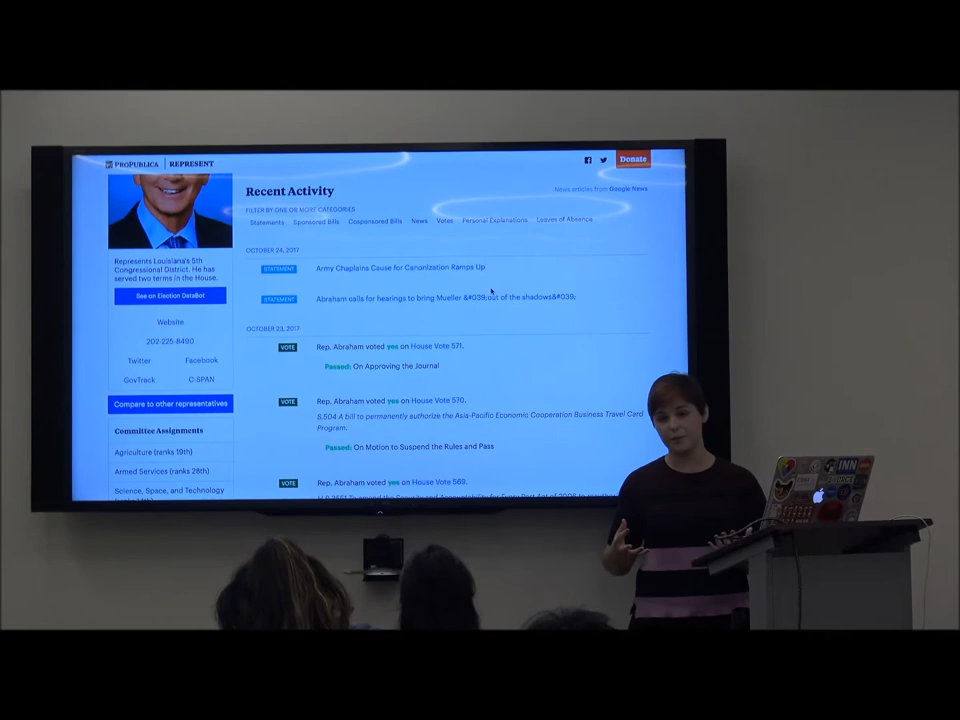 PROPUBLICA | REPRESENT
Donate
Recent Activity
News articles from Google News
FILTER BY ONE OR MORE CATEGORIES
Statements Sponsored Bills Cosponsored Bills News Votes Personal Explanations Leaves of Absence
OCTOBER 24, 2017
STATEMENT Army Chaplains Cause for Canonization Ramps Up
STATEMENT Abraham calls for hearings to bring Mueller &#039;out of the shadows&#039;
OCTOBER 23, 2017
VOTE Rep. Abraham voted yes on House Vote 571.
Passed: On Approving the Journal
VOTE Rep. Abraham voted yes on House Vote 570.
S.504 A bill to permanently authorize the Asia-Pacific Economic Cooperation Business Travel Card
Program.
Passed: On Motion to Suspend the Rules and Pass
VOTE Rep. Abraham voted yes on House Vote 569.
Represents Louisiana's 5th
Congressional District. He has
served two terms in the House.
See on Election DataBot
Website
202-225-8490
Twitter Facebook
GovTrack C-SPAN
Compare to other representatives
Committee Assignments
Agriculture (ranks 19th)
Armed Services (ranks 28th)
Science, Space, and Technology
INN